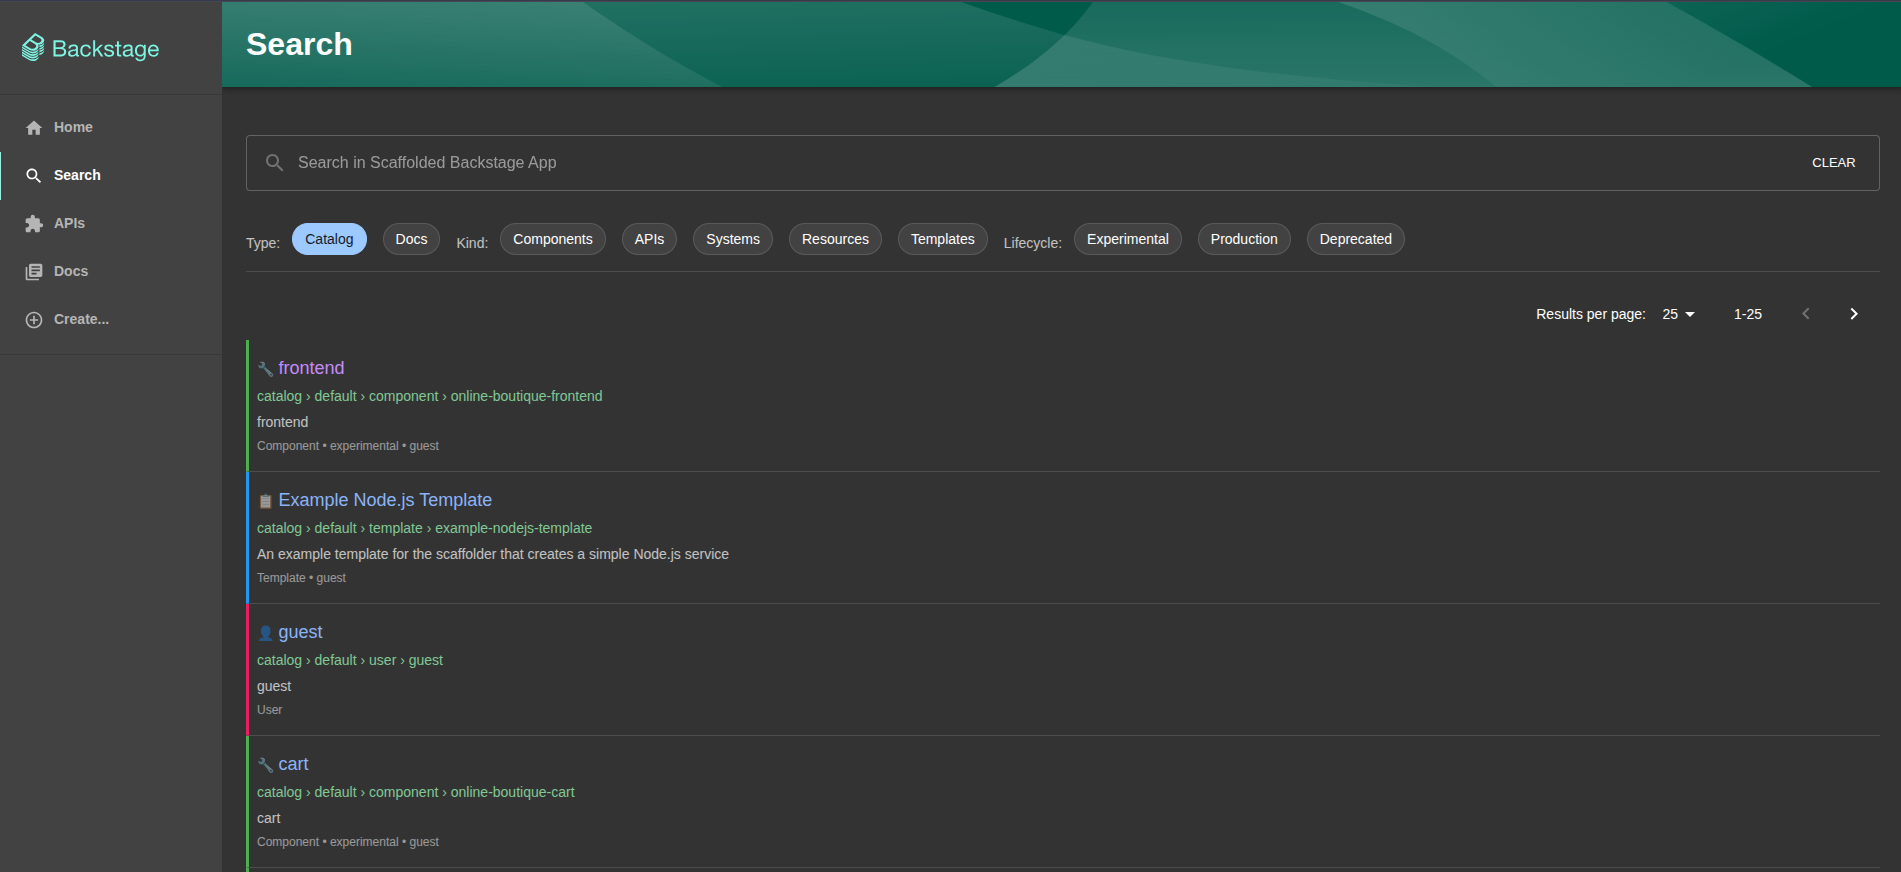 Backstage
Search
Home
Search
APIs
Docs
Create...
Search in Scaffolded Backstage App
CLEAR
Type: Catalog Docs Kind: Components APIs Systems Resources Templates Lifecycle: Experimental Production Deprecated
Results per page: 25 1-25
frontend
catalog › default › component › online-boutique-frontend
frontend
Component • experimental • guest
Example Node.js Template
catalog › default › template › example-nodejs-template
An example template for the scaffolder that creates a simple Node.js service
Template • guest
guest
catalog › default › user › guest
guest
User
cart
catalog › default › component › online-boutique-cart
cart
Component • experimental • guest